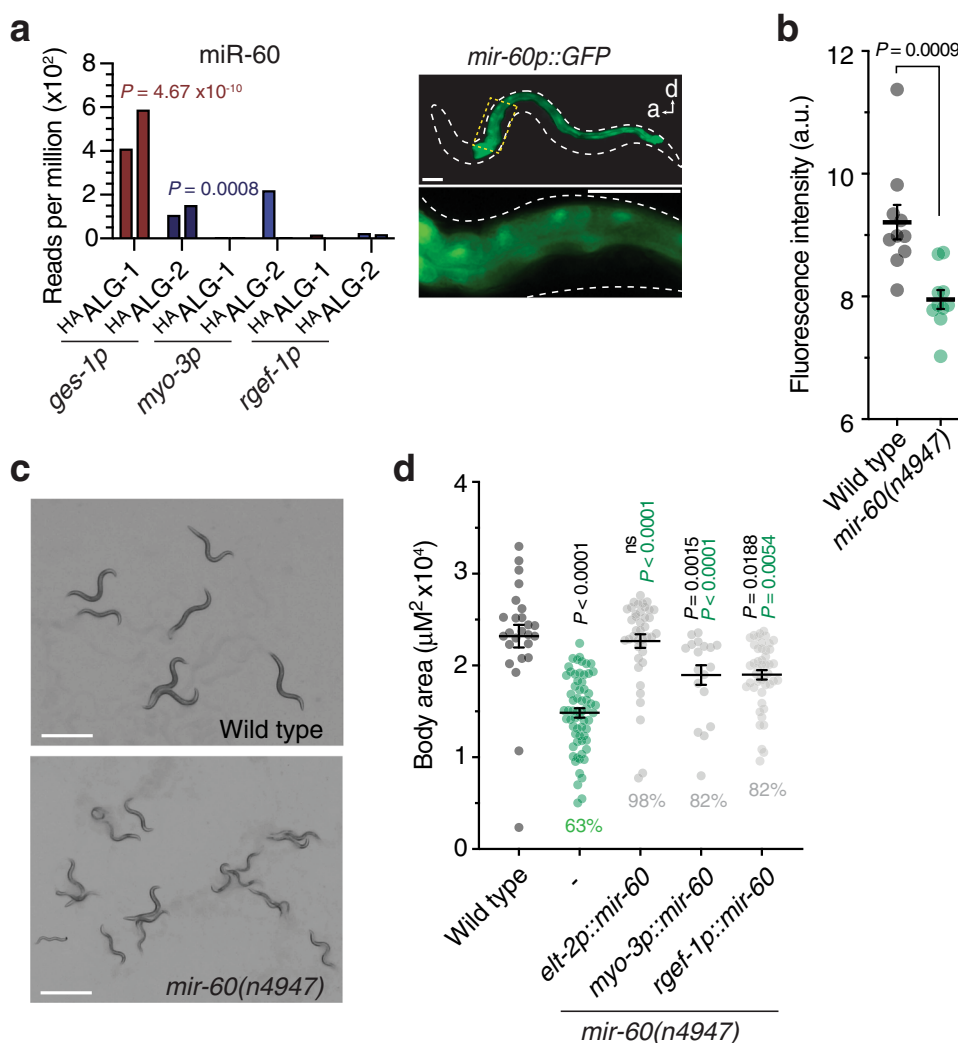 a
miR-60
Reads per million (x10²)
8
6
4
2
0
P = 4.67 x10⁻¹⁰
P = 0.0008
ᴴᴬALG-1
ᴴᴬALG-2
ᴴᴬALG-1
ᴴᴬALG-2
ᴴᴬALG-1
ᴴᴬALG-2
ges-1p
myo-3p
rgef-1p
mir-60p::GFP
d
a
b
Fluorescence intensity (a.u.)
12
10
8
6
P = 0.0009
Wild type
mir-60(n4947)
c
Wild type
mir-60(n4947)
d
Body area (μM² x10⁴)
4
3
2
1
0
P < 0.0001
ns
P < 0.0001
P = 0.0015
P < 0.0001
P = 0.0188
P = 0.0054
63%
98%
82%
82%
Wild type
-
elt-2p::mir-60
myo-3p::mir-60
rgef-1p::mir-60
mir-60(n4947)